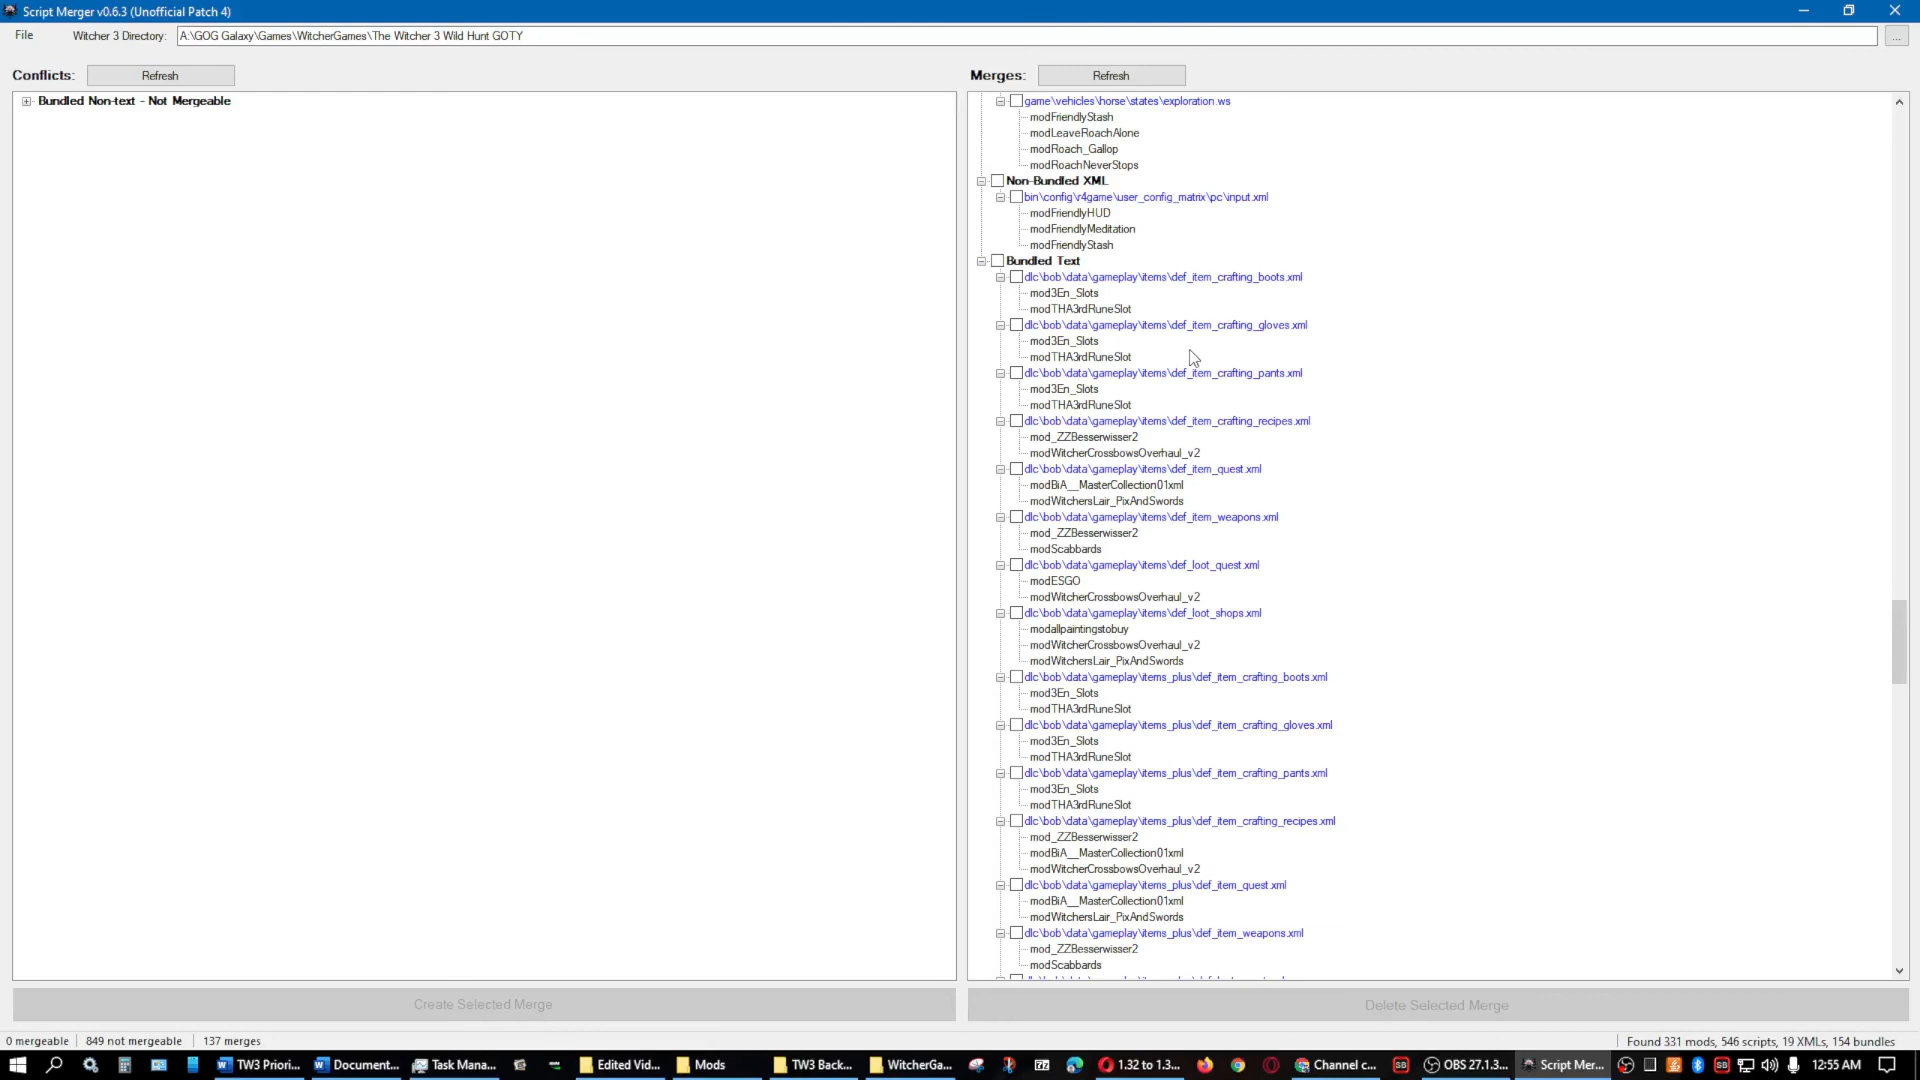 Script Merger v0.6.3 (Unofficial Patch 4)
File
Witcher 3 Directory:
A:\GOG Galaxy\Games\WitcherGames\The Witcher 3 Wild Hunt GOTY
...
Conflicts:
Refresh
Bundled Non-text - Not Mergeable
Merges:
Refresh
game\vehicles\horse\states\exploration.ws
modFriendlyStash
modLeaveRoachAlone
modRoach_Gallop
modRoachNeverStops
Non-Bundled XML
bin\config\r4game\user_config_matrix\pc\input.xml
modFriendlyHUD
modFriendlyMeditation
modFriendlyStash
Bundled Text
dlc\bob\data\gameplay\items\def_item_crafting_boots.xml
mod3En_Slots
modTHA3rdRuneSlot
dlc\bob\data\gameplay\items\def_item_crafting_gloves.xml
mod3En_Slots
modTHA3rdRuneSlot
dlc\bob\data\gameplay\items\def_item_crafting_pants.xml
mod3En_Slots
modTHA3rdRuneSlot
dlc\bob\data\gameplay\items\def_item_crafting_recipes.xml
mod_ZZBesserwisser2
modWitcherCrossbowsOverhaul_v2
dlc\bob\data\gameplay\items\def_item_quest.xml
modBiA__MasterCollection01xml
modWitchersLair_PixAndSwords
dlc\bob\data\gameplay\items\def_item_weapons.xml
mod_ZZBesserwisser2
modScabbards
dlc\bob\data\gameplay\items\def_loot_quest.xml
modESGO
modWitcherCrossbowsOverhaul_v2
dlc\bob\data\gameplay\items\def_loot_shops.xml
modallpaintingstobuy
modWitcherCrossbowsOverhaul_v2
modWitchersLair_PixAndSwords
dlc\bob\data\gameplay\items_plus\def_item_crafting_boots.xml
mod3En_Slots
modTHA3rdRuneSlot
dlc\bob\data\gameplay\items_plus\def_item_crafting_gloves.xml
mod3En_Slots
modTHA3rdRuneSlot
dlc\bob\data\gameplay\items_plus\def_item_crafting_pants.xml
mod3En_Slots
modTHA3rdRuneSlot
dlc\bob\data\gameplay\items_plus\def_item_crafting_recipes.xml
mod_ZZBesserwisser2
modBiA__MasterCollection01xml
modWitcherCrossbowsOverhaul_v2
dlc\bob\data\gameplay\items_plus\def_item_quest.xml
modBiA__MasterCollection01xml
modWitchersLair_PixAndSwords
dlc\bob\data\gameplay\items_plus\def_item_weapons.xml
mod_ZZBesserwisser2
modScabbards
Create Selected Merge
Delete Selected Merge
0 mergeable
849 not mergeable
137 merges
Found 331 mods, 546 scripts, 19 XMLs, 154 bundles
TW3 Priori...
Document...
Task Mana...
Edited Vid...
Mods
TW3 Back...
WitcherGa...
1.32 to 1.3...
Channel c...
OBS 27.1.3...
Script Mer...
12:55 AM